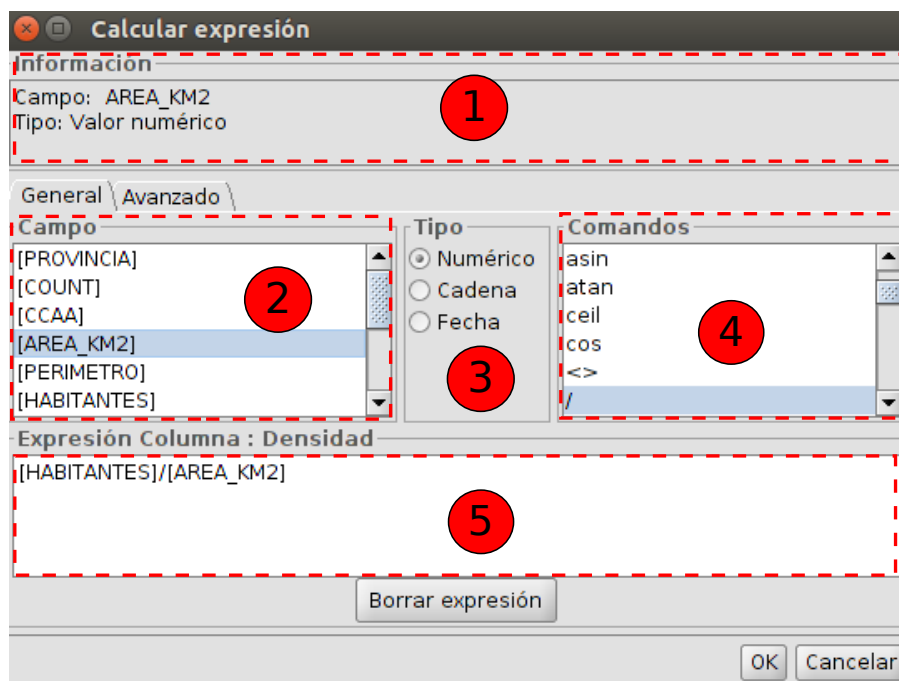 Calcular expresión
Información
Campo: AREA_KM2
Tipo: Valor numérico
1
General
Avanzado
Campo
[PROVINCIA]
[COUNT]
[CCAA]
[AREA_KM2]
[PERIMETRO]
[HABITANTES]
2
Tipo
Numérico
Cadena
Fecha
3
Comandos
asin
atan
ceil
cos
<>
/
4
Expresión Columna : Densidad
[HABITANTES]/[AREA_KM2]
5
Borrar expresión
OK
Cancelar